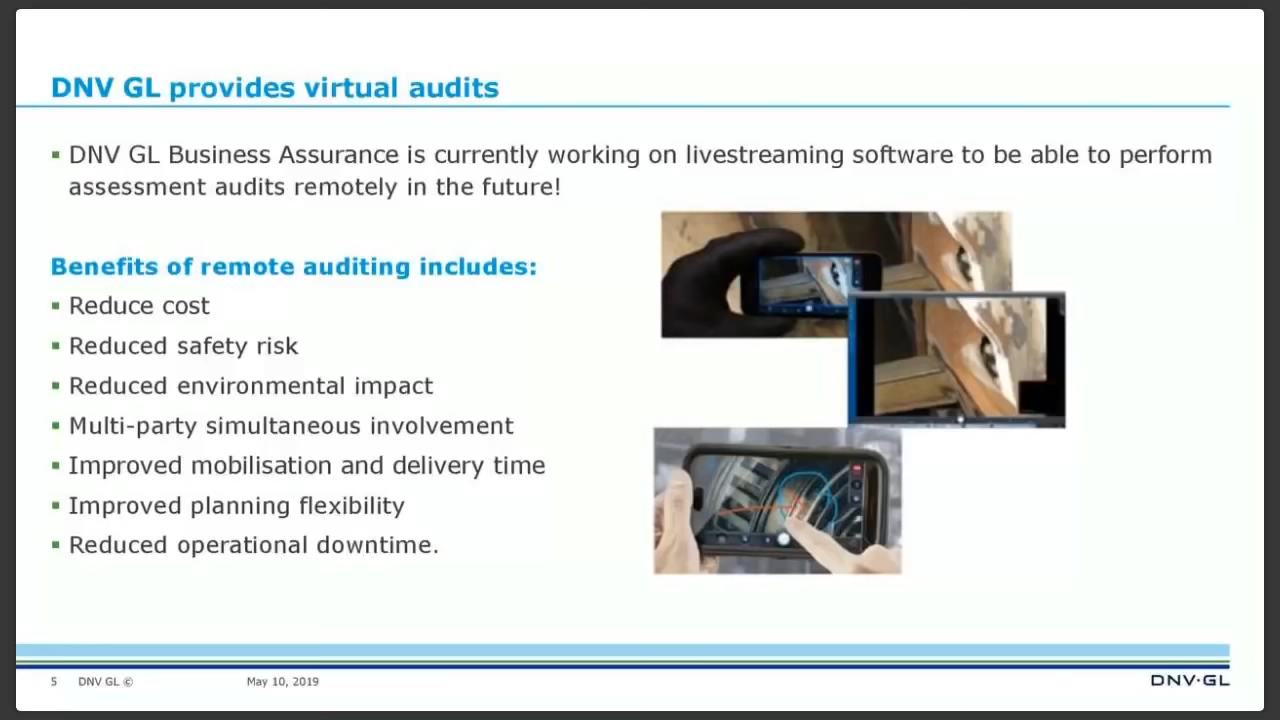 DNV GL provides virtual audits
▪ DNV GL Business Assurance is currently working on livestreaming software to be able to perform
assessment audits remotely in the future!
Benefits of remote auditing includes:
▪ Reduce cost
▪ Reduced safety risk
▪ Reduced environmental impact
▪ Multi-party simultaneous involvement
▪ Improved mobilisation and delivery time
▪ Improved planning flexibility
▪ Reduced operational downtime.
5 DNV GL © May 10, 2019 DNV·GL